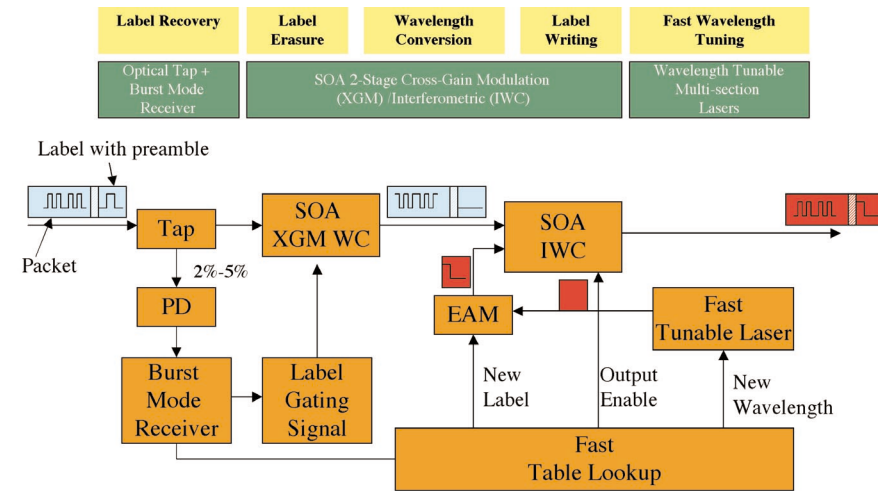 Label Recovery
Label
Erasure
Wavelength
Conversion
Label
Writing
Fast Wavelength
Tuning
Optical Tap +
Burst Mode
Receiver
SOA 2-Stage Cross-Gain Modulation
(XGM) /Interferometric (IWC)
Wavelength Tunable
Multi-section
Lasers
Label with preamble
Packet
Tap
SOA
XGM WC
SOA
IWC
2%-5%
PD
EAM
Fast
Tunable Laser
Burst
Mode
Receiver
Label
Gating
Signal
New
Label
Output
Enable
New
Wavelength
Fast
Table Lookup